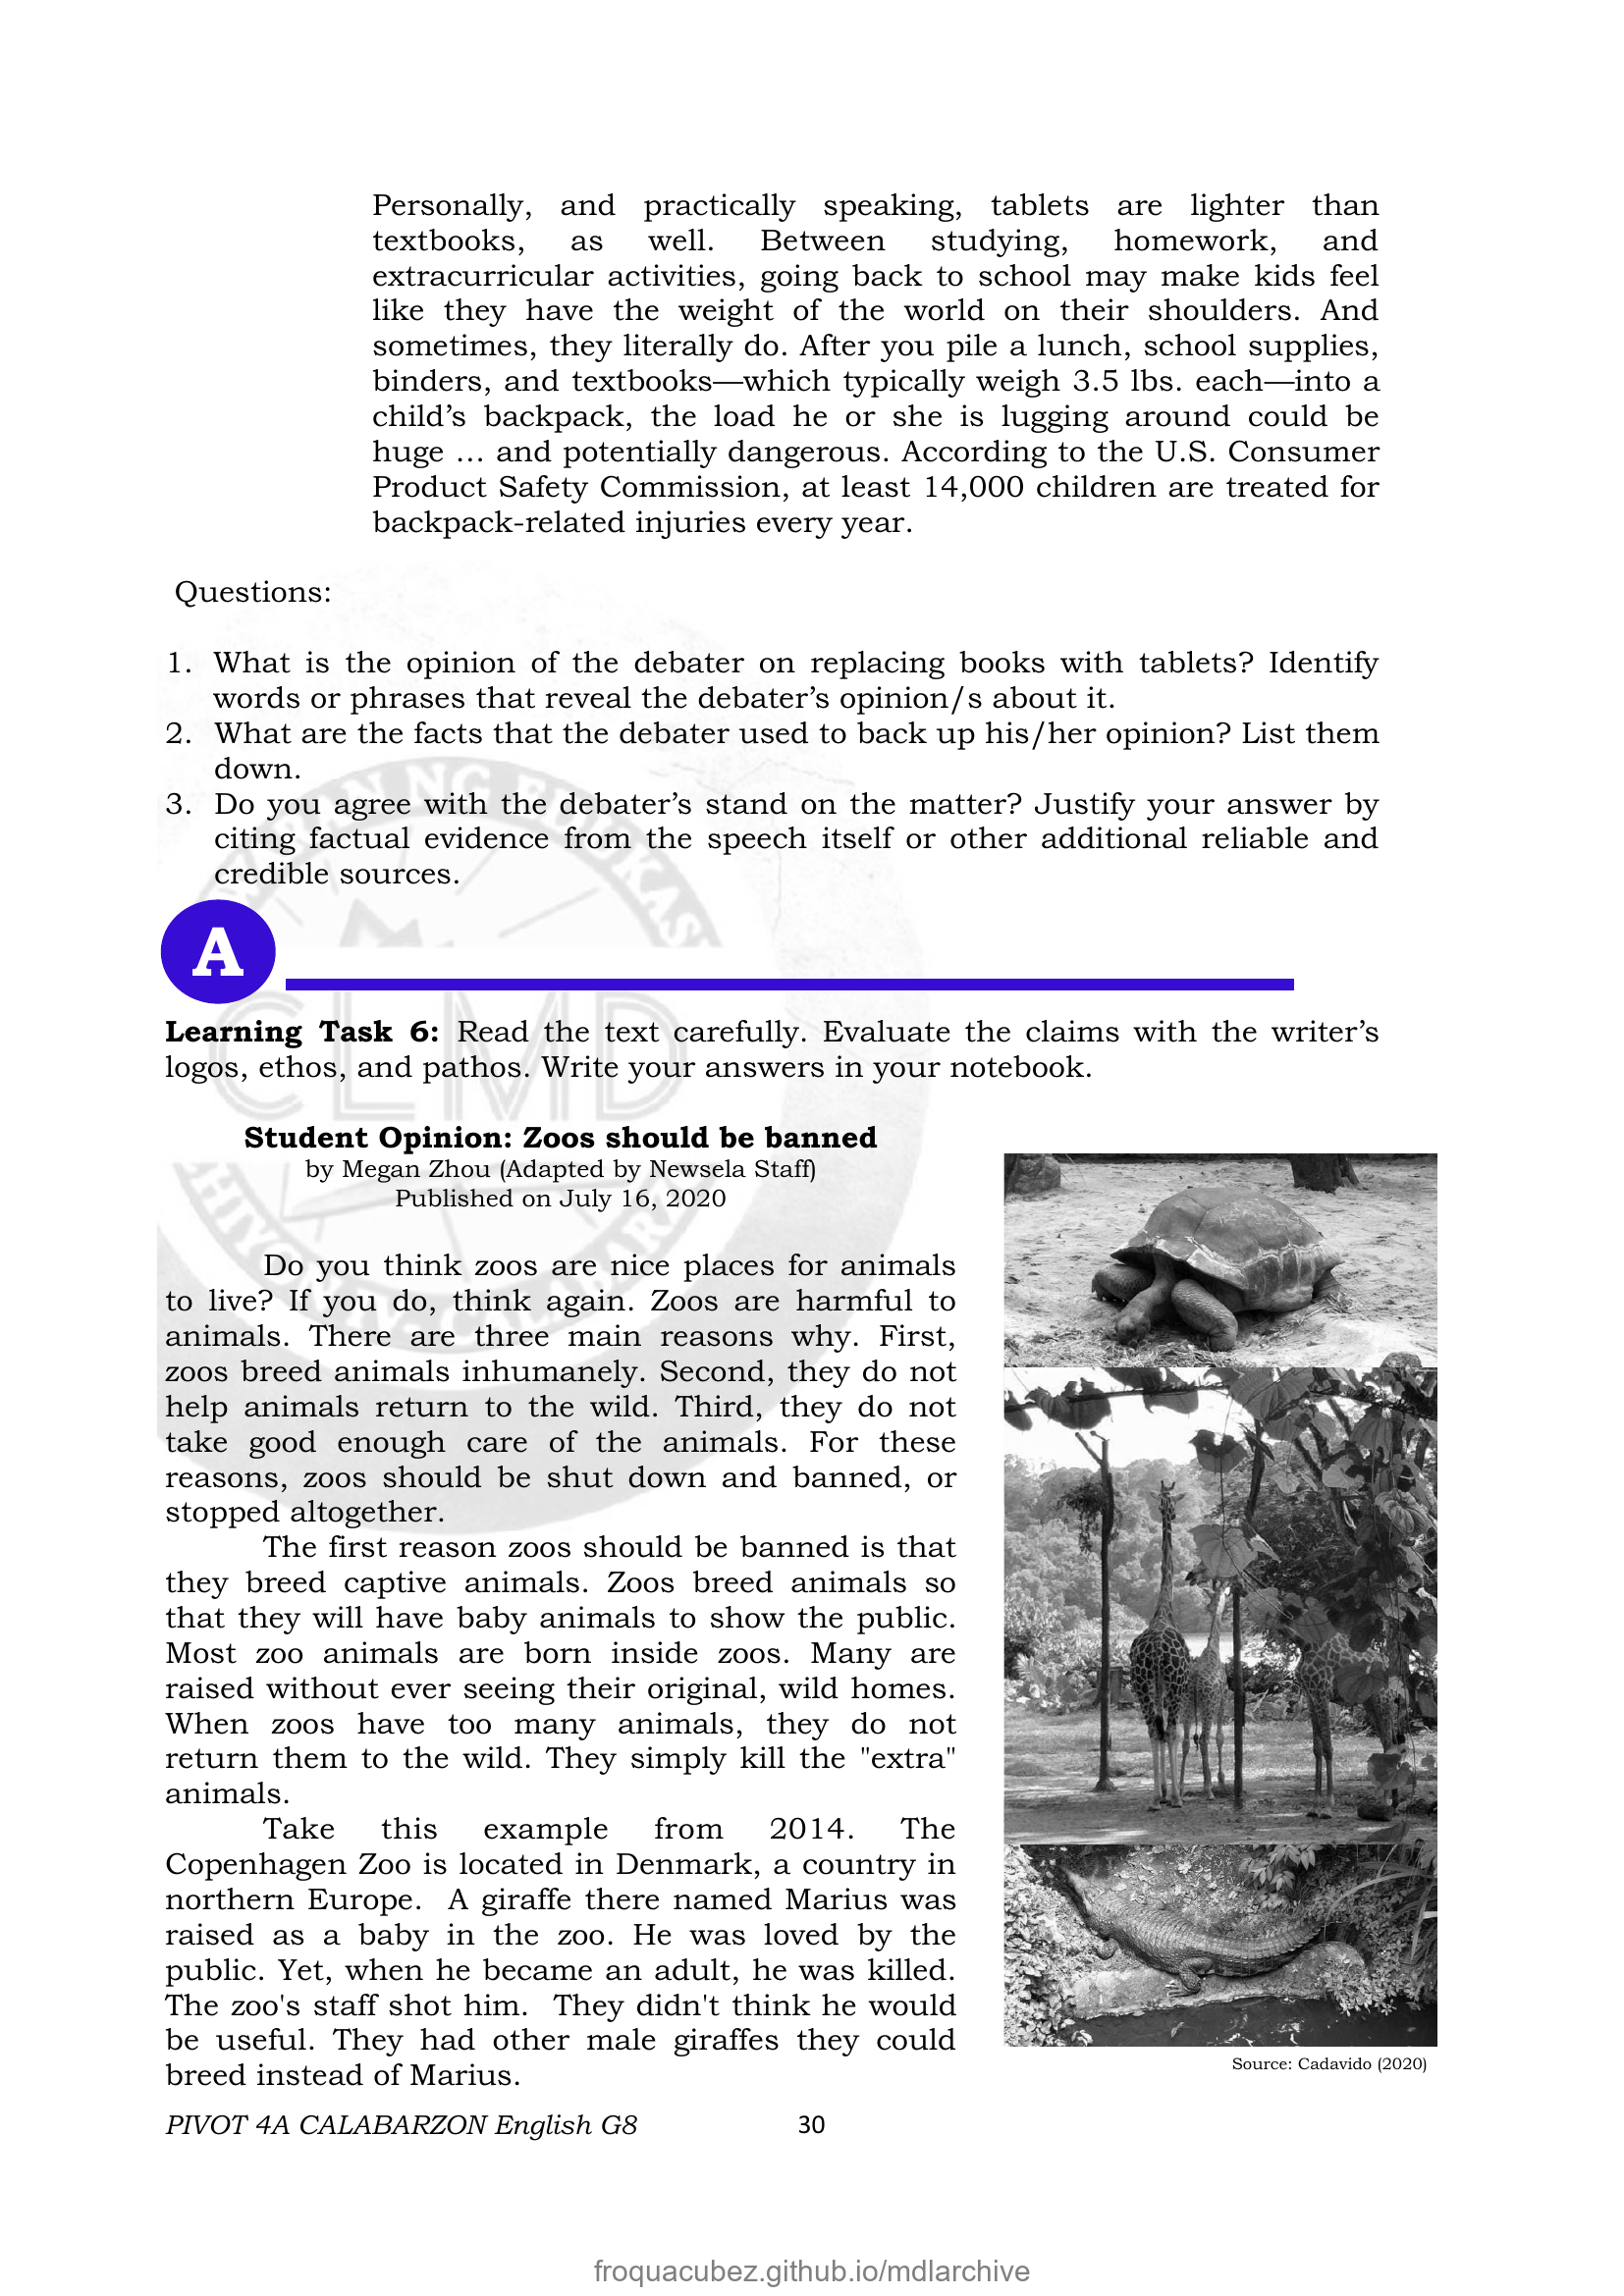 Personally, and practically speaking, tablets are lighter than
textbooks, as well. Between studying, homework, and
extracurricular activities, going back to school may make kids feel
like they have the weight of the world on their shoulders. And
sometimes, they literally do. After you pile a lunch, school supplies,
binders, and textbooks—which typically weigh 3.5 lbs. each—into a
child's backpack, the load he or she is lugging around could be
huge … and potentially dangerous. According to the U.S. Consumer
Product Safety Commission, at least 14,000 children are treated for
backpack-related injuries every year.
Questions:
1. What is the opinion of the debater on replacing books with tablets? Identify
words or phrases that reveal the debater's opinion/s about it.
2. What are the facts that the debater used to back up his/her opinion? List them
down.
3. Do you agree with the debater's stand on the matter? Justify your answer by
citing factual evidence from the speech itself or other additional reliable and
credible sources.
A
Learning Task 6: Read the text carefully. Evaluate the claims with the writer's
logos, ethos, and pathos. Write your answers in your notebook.
CLMD
Student Opinion: Zoos should be banned
by Megan Zhou (Adapted by Newsela Staff)
Published on July 16, 2020
Do you think zoos are nice places for animals
to live? If you do, think again. Zoos are harmful to
animals. There are three main reasons why. First,
zoos breed animals inhumanely. Second, they do not
help animals return to the wild. Third, they do not
take good enough care of the animals. For these
reasons, zoos should be shut down and banned, or
stopped altogether.
The first reason zoos should be banned is that
they breed captive animals. Zoos breed animals so
that they will have baby animals to show the public.
Most zoo animals are born inside zoos. Many are
raised without ever seeing their original, wild homes.
When zoos have too many animals, they do not
return them to the wild. They simply kill the "extra"
animals.
Take this example from 2014. The
Copenhagen Zoo is located in Denmark, a country in
northern Europe. A giraffe there named Marius was
raised as a baby in the zoo. He was loved by the
public. Yet, when he became an adult, he was killed.
The zoo's staff shot him. They didn't think he would
be useful. They had other male giraffes they could
breed instead of Marius.
Source: Cadavido (2020)
PIVOT 4A CALABARZON English G8 30
froquacubez.github.io/mdlarchive